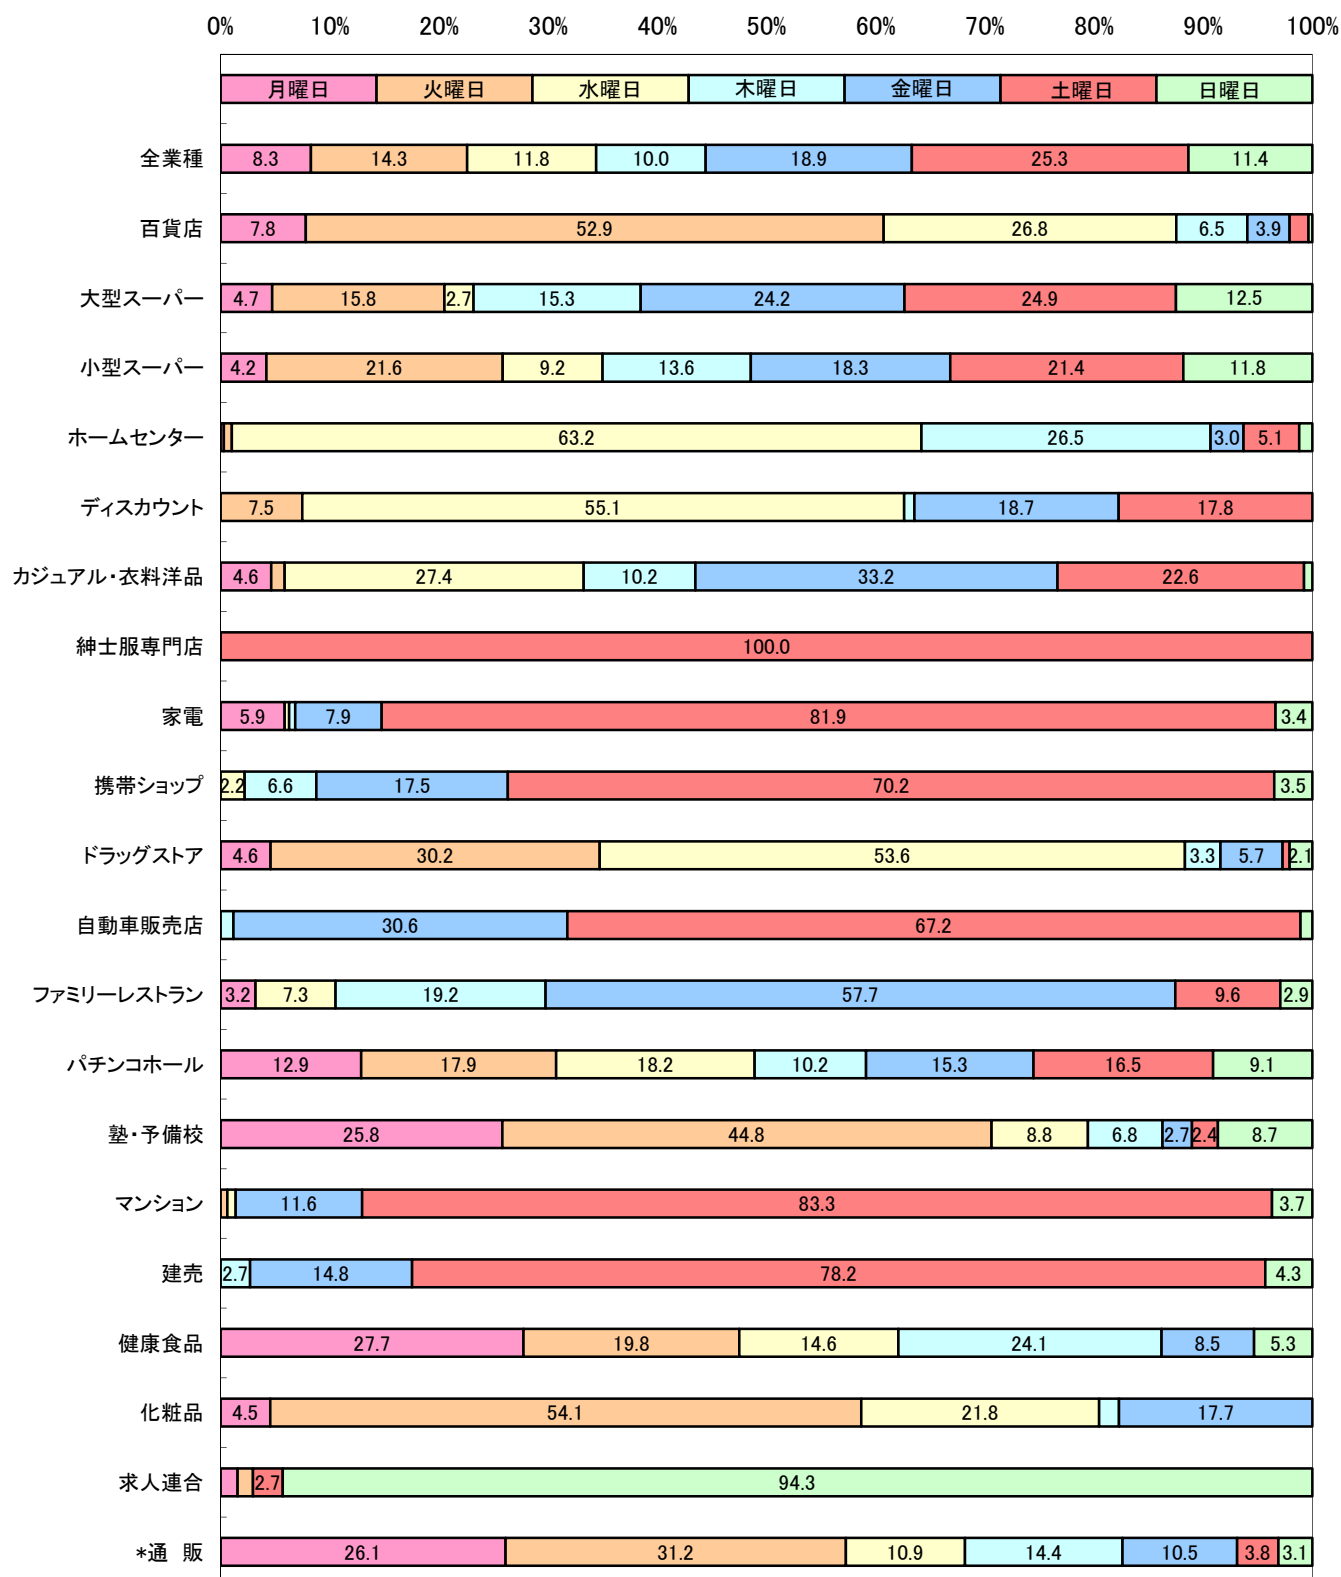 0% 10% 20% 30% 40% 50% 60% 70% 80% 90% 100%
月曜日 火曜日 水曜日 木曜日 金曜日 土曜日 日曜日
全業種 8.3 14.3 11.8 10.0 18.9 25.3 11.4
百貨店 7.8 52.9 26.8 6.5 3.9
大型スーパー 4.7 15.8 2.7 15.3 24.2 24.9 12.5
小型スーパー 4.2 21.6 9.2 13.6 18.3 21.4 11.8
ホームセンター 63.2 26.5 3.0 5.1
ディスカウント 7.5 55.1 18.7 17.8
カジュアル・衣料洋品 4.6 27.4 10.2 33.2 22.6
紳士服専門店 100.0
家電 5.9 7.9 81.9 3.4
携帯ショップ 2.2 6.6 17.5 70.2 3.5
ドラッグストア 4.6 30.2 53.6 3.3 5.7 2.1
自動車販売店 30.6 67.2
ファミリーレストラン 3.2 7.3 19.2 57.7 9.6 2.9
パチンコホール 12.9 17.9 18.2 10.2 15.3 16.5 9.1
塾・予備校 25.8 44.8 8.8 6.8 2.7 2.4 8.7
マンション 11.6 83.3 3.7
建売 2.7 14.8 78.2 4.3
健康食品 27.7 19.8 14.6 24.1 8.5 5.3
化粧品 4.5 54.1 21.8 17.7
求人連合 2.7 94.3
*通　販 26.1 31.2 10.9 14.4 10.5 3.8 3.1